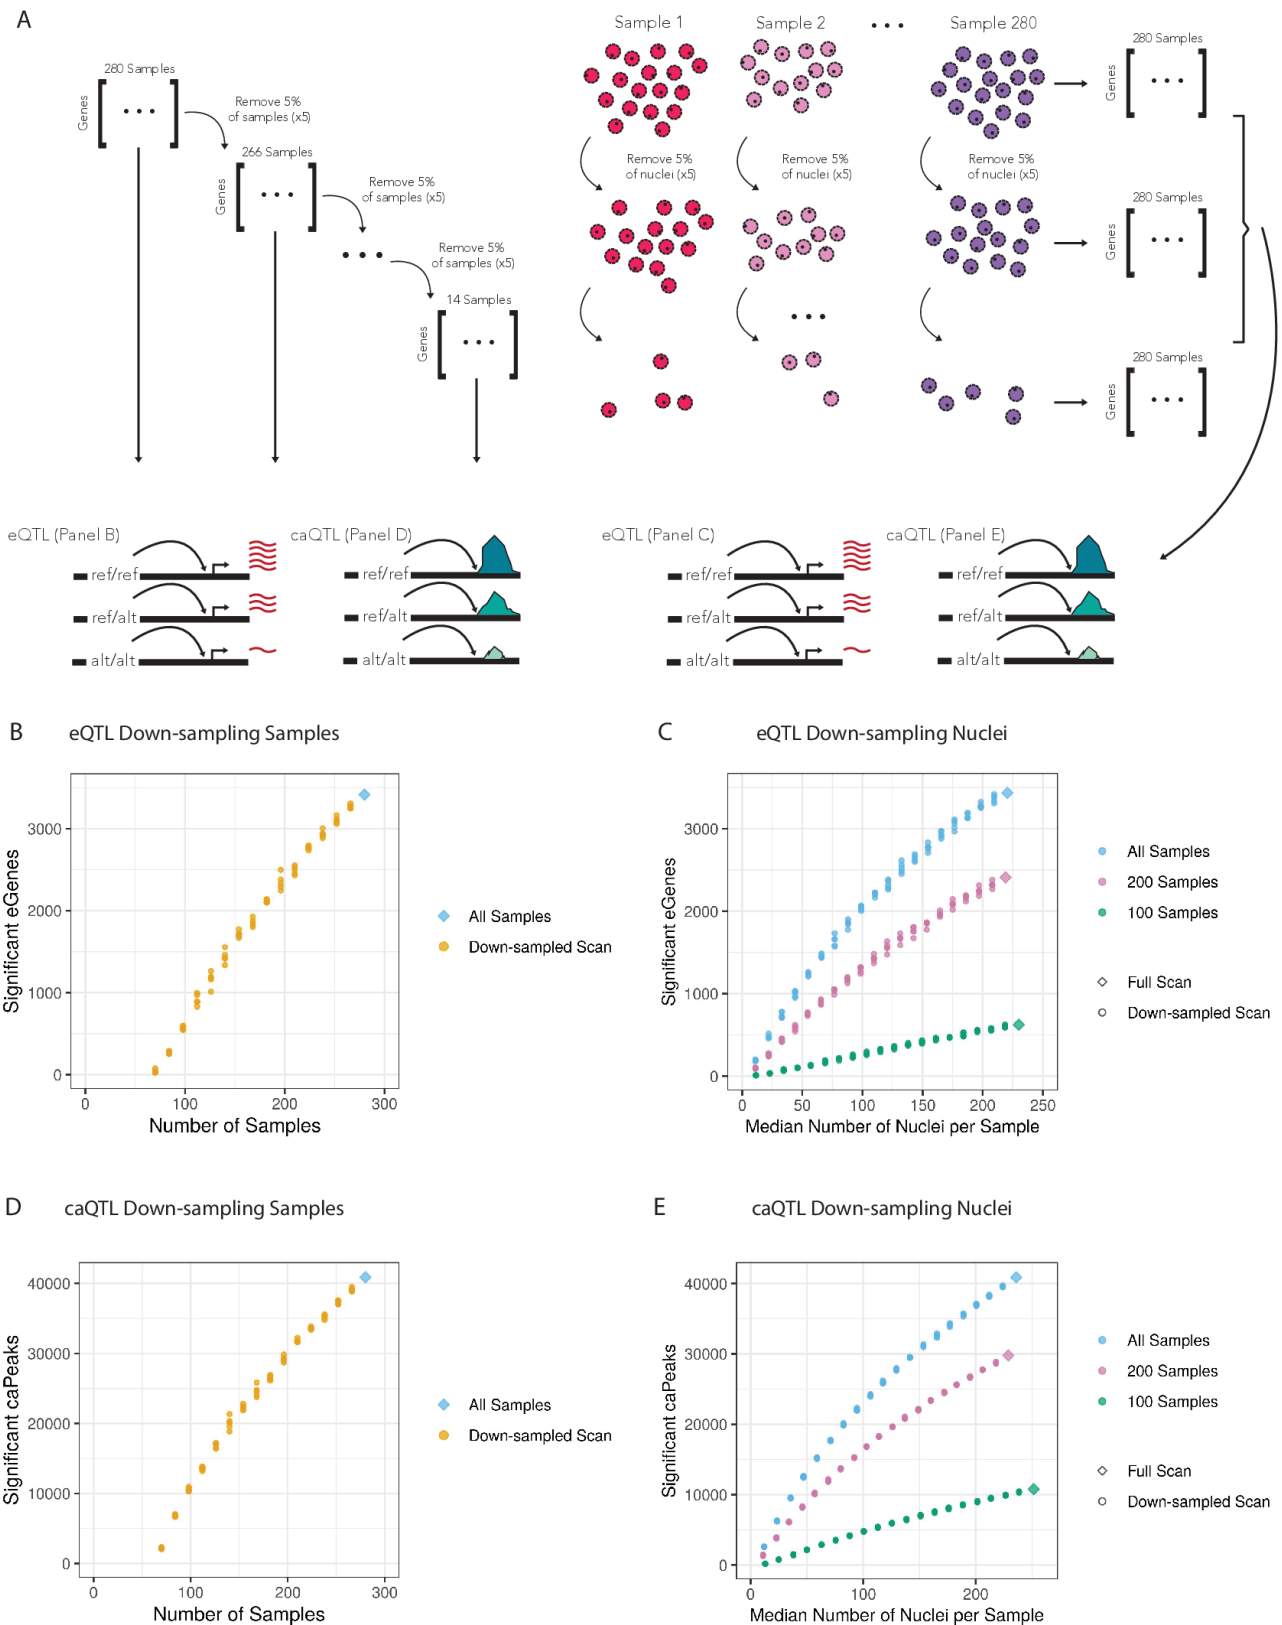 A
280 Samples
Genes
Remove 5%
of samples (x5)
266 Samples
Genes
Remove 5%
of samples (x5)
Remove 5%
of samples (x5)
14 Samples
Genes
Sample 1
Sample 2
Sample 280
280 Samples
Genes
Remove 5%
of nuclei (x5)
Remove 5%
of nuclei (x5)
Remove 5%
of nuclei (x5)
280 Samples
Genes
280 Samples
Genes
eQTL (Panel B)
ref/ref
ref/alt
alt/alt
caQTL (Panel D)
ref/ref
ref/alt
alt/alt
eQTL (Panel C)
ref/ref
ref/alt
alt/alt
caQTL (Panel E)
ref/ref
ref/alt
alt/alt
B
eQTL Down-sampling Samples
Significant eGenes
3000
2000
1000
0
0 100 200 300
Number of Samples
All Samples
Down-sampled Scan
C
eQTL Down-sampling Nuclei
Significant eGenes
3000
2000
1000
0
0 50 100 150 200 250
Median Number of Nuclei per Sample
All Samples
200 Samples
100 Samples
Full Scan
Down-sampled Scan
D
caQTL Down-sampling Samples
Significant caPeaks
40000
30000
20000
10000
0
0 100 200 300
Number of Samples
All Samples
Down-sampled Scan
E
caQTL Down-sampling Nuclei
Significant caPeaks
40000
30000
20000
10000
0
0 100 200
Median Number of Nuclei per Sample
All Samples
200 Samples
100 Samples
Full Scan
Down-sampled Scan